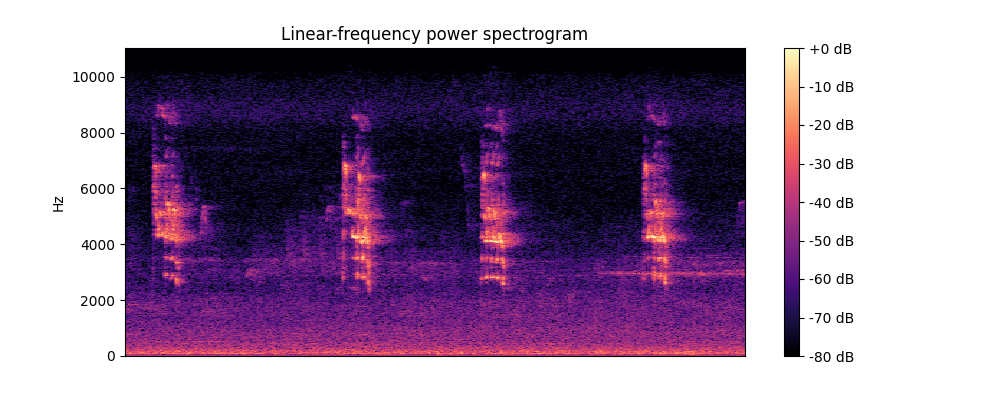 Linear-frequency power spectrogram
Hz
10000
8000
6000
4000
2000
0
+0 dB
-10 dB
-20 dB
-30 dB
-40 dB
-50 dB
-60 dB
-70 dB
-80 dB